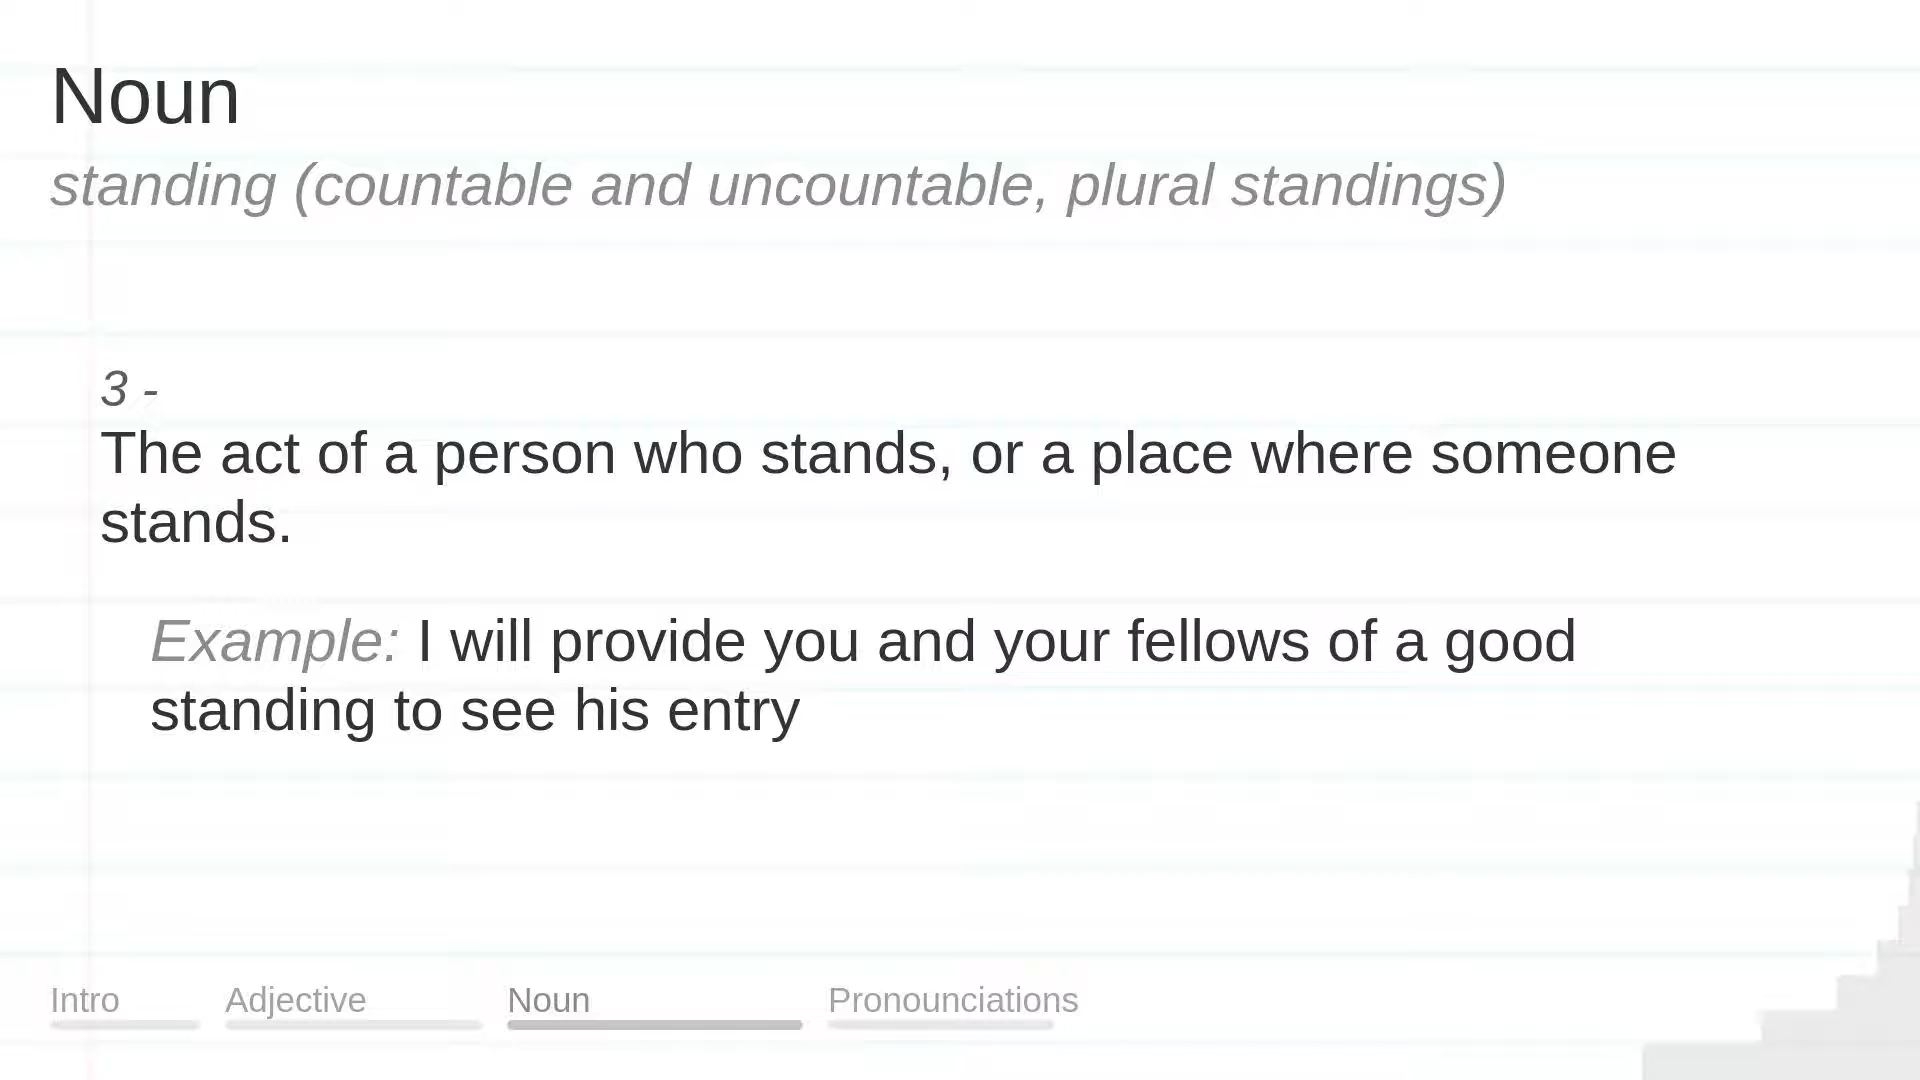 Noun
standing (countable and uncountable, plural standings)
3 -
The act of a person who stands, or a place where someone
stands.
Example: I will provide you and your fellows of a good
standing to see his entry
Intro Adjective Noun Pronounciations